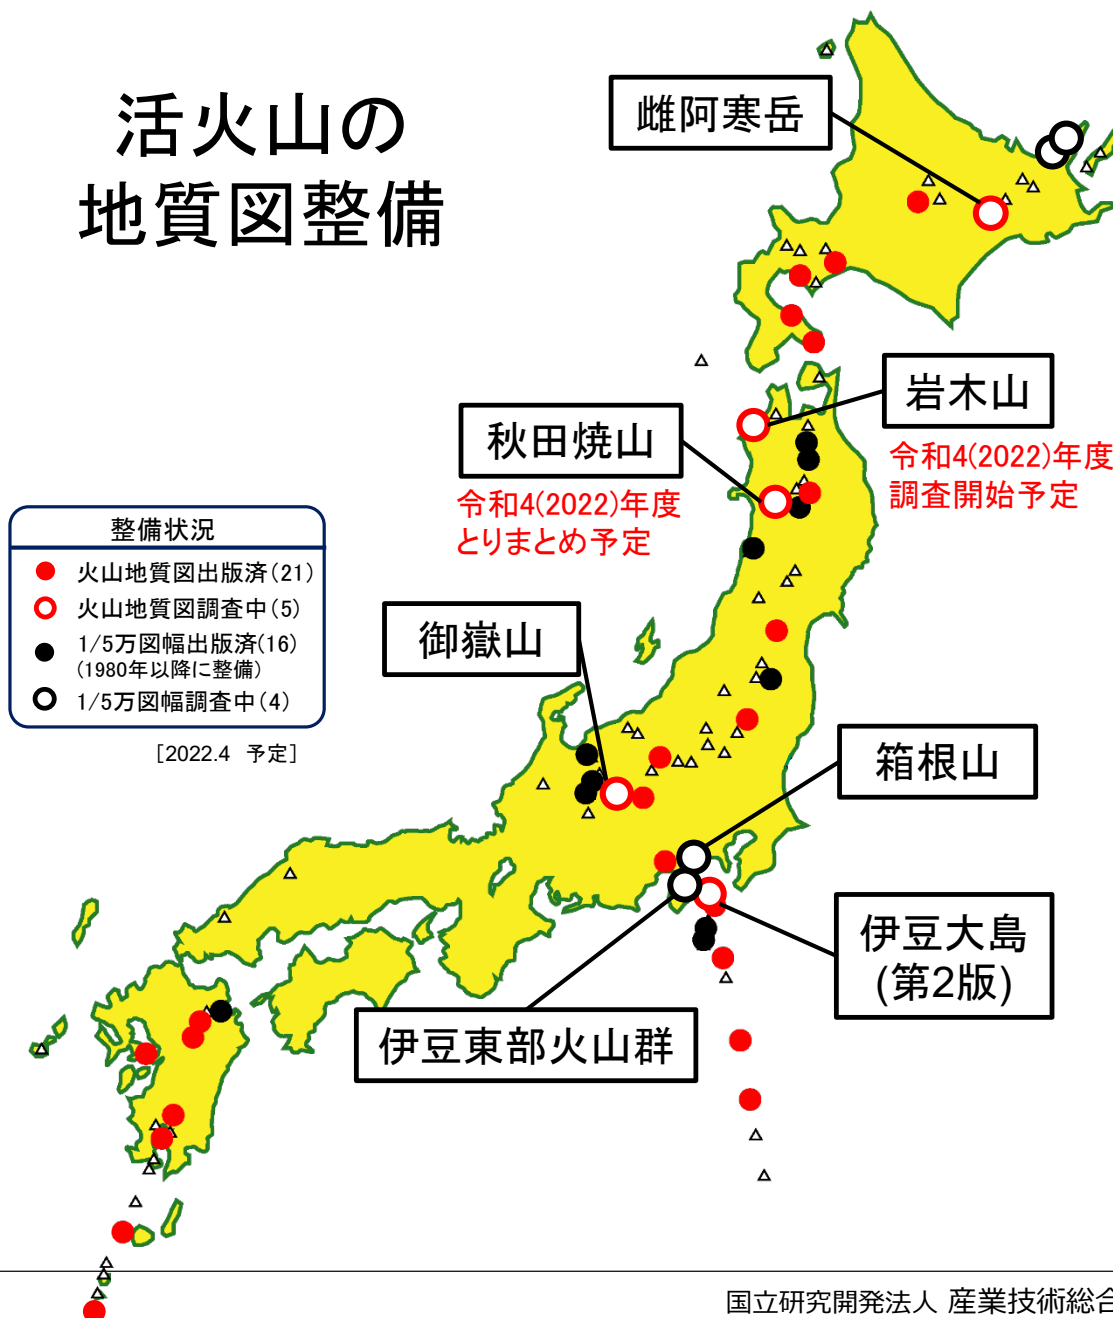 活火山の
地質図整備
雌阿寒岳
岩木山
令和4(2022)年度
調査開始予定
秋田焼山
令和4(2022)年度
とりまとめ予定
整備状況
火山地質図出版済(21)
火山地質図調査中(5)
1/5万図幅出版済(16)
(1980年以降に整備)
1/5万図幅調査中(4)
[2022.4 予定]
御嶽山
箱根山
伊豆大島
(第2版)
伊豆東部火山群
国立研究開発法人 産業技術総合